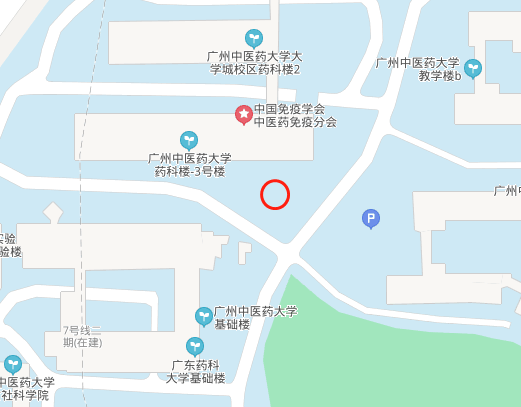 广州中医药大学大
学城校区药科楼2
广州中医药大学
教学楼b
中国免疫学会
中医药免疫分会
广州中医药大学
药科楼-3号楼
广州中
P
实验
验楼
广州中医药大学
基础楼
7号线二
期(在建)
广东药科
大学基础楼
中医药大学
社科学院